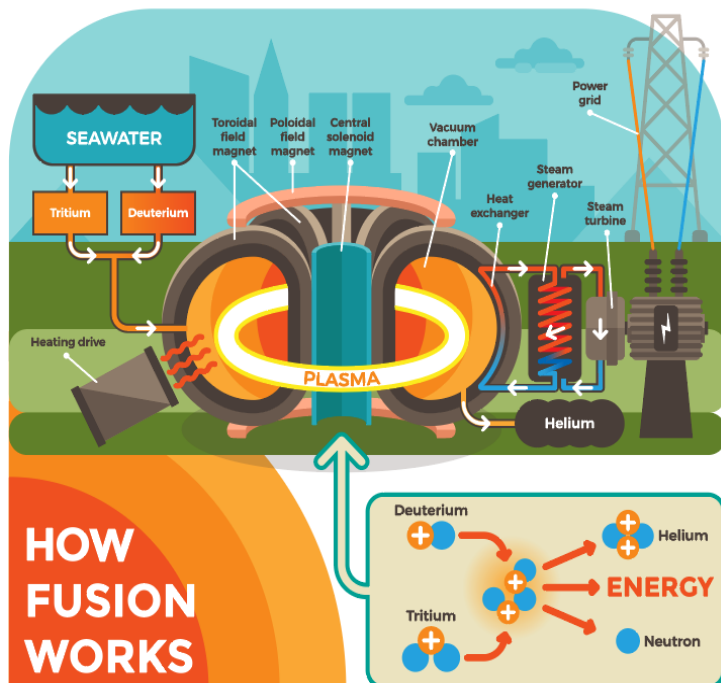 SEAWATER
Tritium
Deuterium
Toroidal
field
magnet
Poloidal
field
magnet
Central
solenoid
magnet
Vacuum
chamber
Heat
exchanger
Steam
generator
Steam
turbine
Power
grid
Heating drive
PLASMA
Helium
HOW
FUSION
WORKS
Deuterium
Tritium
Helium
ENERGY
Neutron